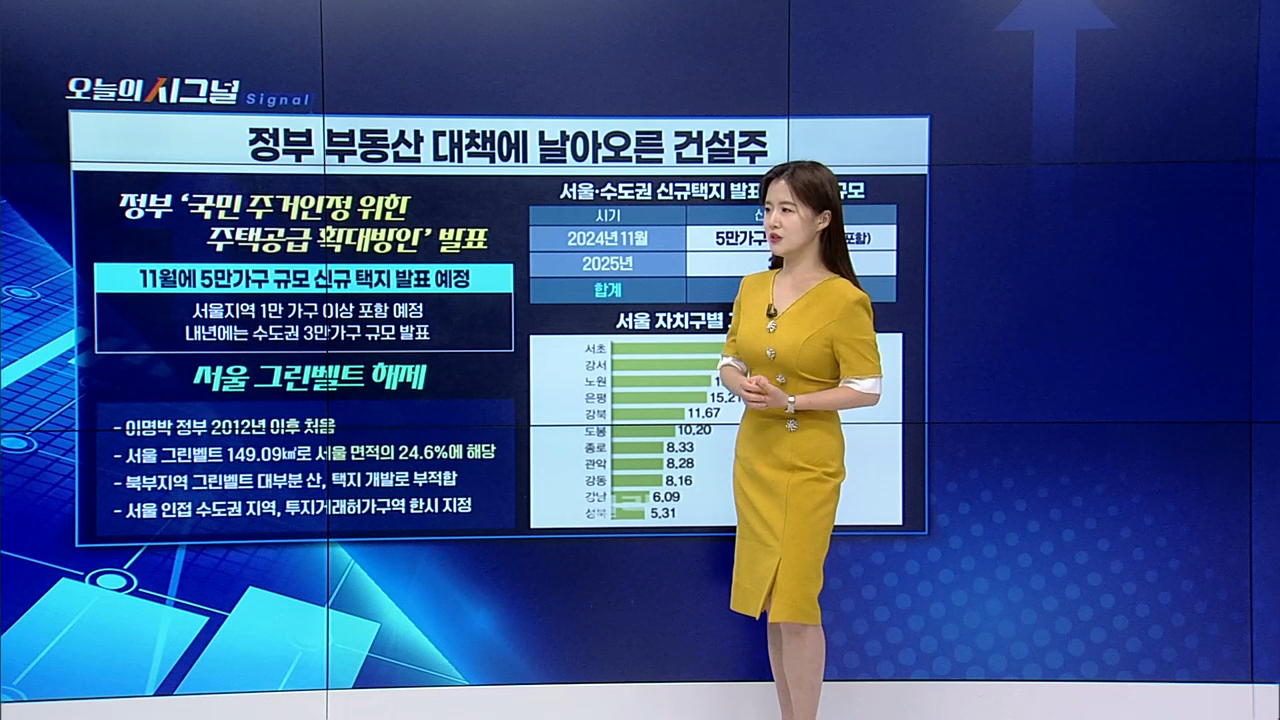 오늘의 시그널 Signal
정부 부동산 대책에 날아오른 건설주
정부 ‘국민 주거안정 위한
주택공급 확대방안’ 발표
11월에 5만가구 규모 신규 택지 발표 예정
서울지역 1만 가구 이상 포함 예정
내년에는 수도권 3만가구 규모 발표
서울 그린벨트 해제
- 이명박 정부 2012년 이후 처음
- 서울 그린벨트 149.09㎢로 서울 면적의 24.6%에 해당
- 북부지역 그린벨트 대부분 산, 택지 개발로 부적합
- 서울 인접 수도권 지역, 투지거래허가구역 한시 지정
서울·수도권 신규택지 발표 규모
시기
2024년 11월 5만가구 포함)
2025년
합계
서울 자치구별
서초
강서
노원
은평 15.21
강북 11.67
도봉 10.20
종로 8.33
관악 8.28
강동 8.16
강남 6.09
성북 5.31